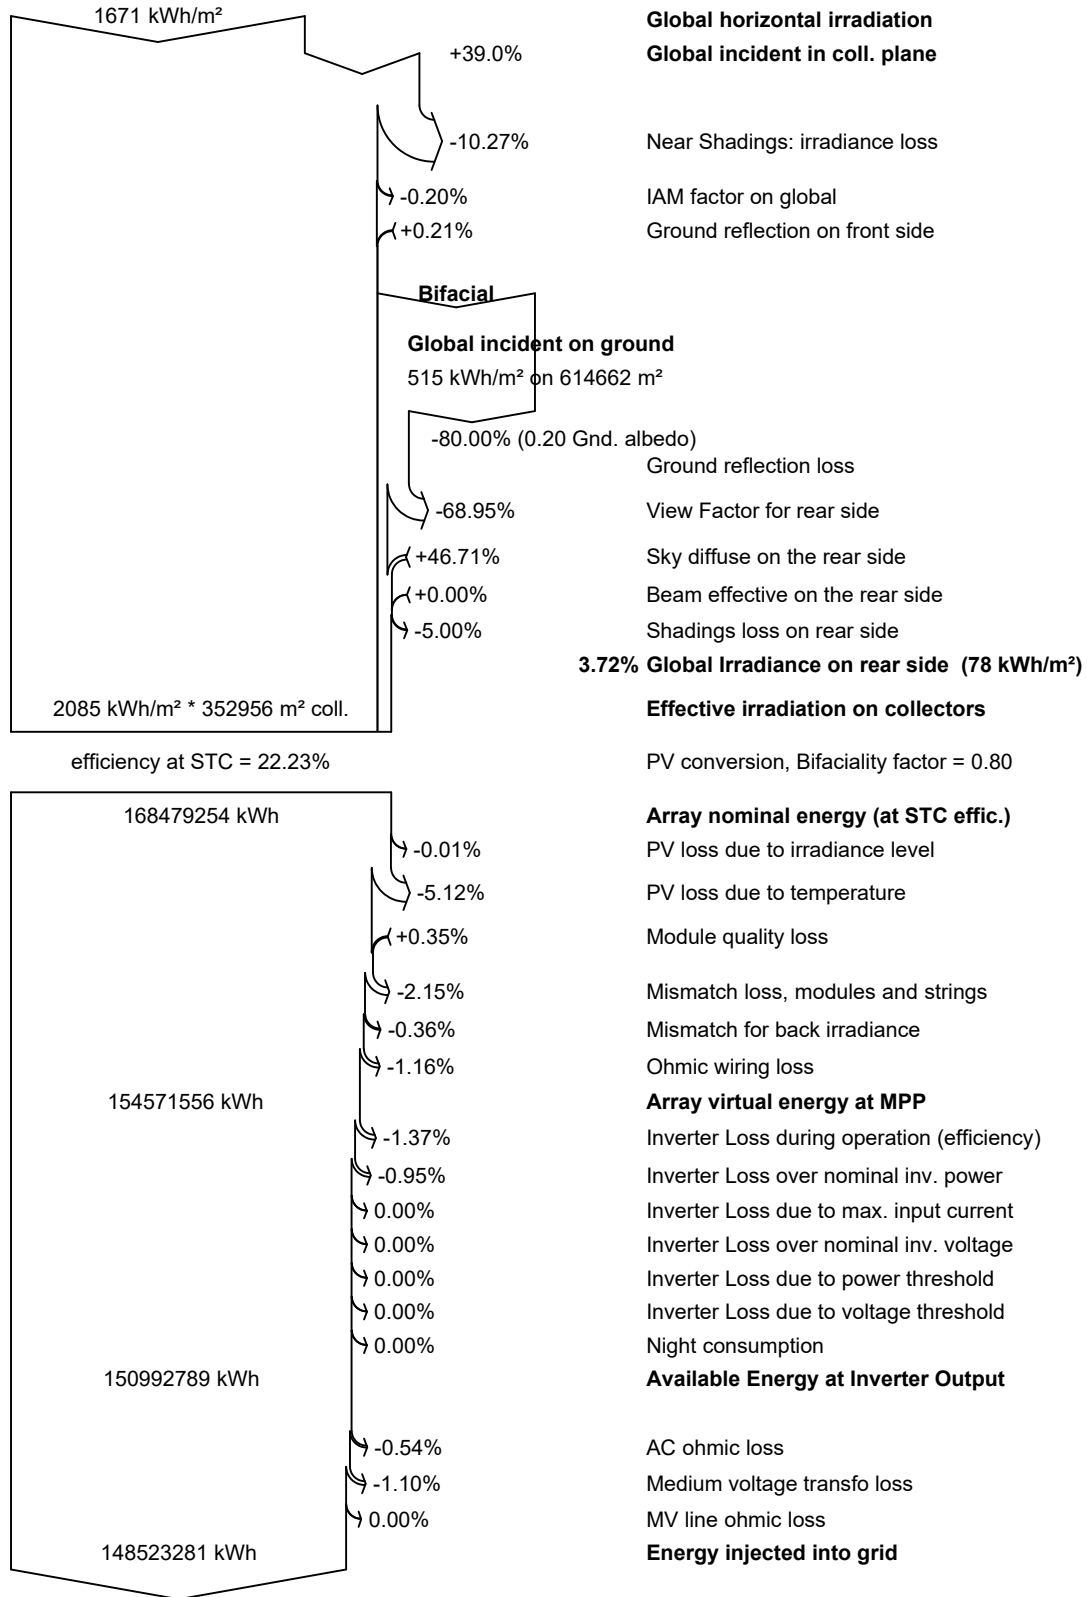 1671 kWh/m² Global horizontal irradiation
+39.0% Global incident in coll. plane
-10.27% Near Shadings: irradiance loss
-0.20% IAM factor on global
+0.21% Ground reflection on front side
Bifacial
Global incident on ground
515 kWh/m² on 614662 m²
-80.00% (0.20 Gnd. albedo)
Ground reflection loss
-68.95% View Factor for rear side
+46.71% Sky diffuse on the rear side
+0.00% Beam effective on the rear side
-5.00% Shadings loss on rear side
3.72% Global Irradiance on rear side (78 kWh/m²)
2085 kWh/m² * 352956 m² coll. Effective irradiation on collectors
efficiency at STC = 22.23% PV conversion, Bifaciality factor = 0.80
168479254 kWh Array nominal energy (at STC effic.)
-0.01% PV loss due to irradiance level
-5.12% PV loss due to temperature
+0.35% Module quality loss
-2.15% Mismatch loss, modules and strings
-0.36% Mismatch for back irradiance
-1.16% Ohmic wiring loss
154571556 kWh Array virtual energy at MPP
-1.37% Inverter Loss during operation (efficiency)
-0.95% Inverter Loss over nominal inv. power
0.00% Inverter Loss due to max. input current
0.00% Inverter Loss over nominal inv. voltage
0.00% Inverter Loss due to power threshold
0.00% Inverter Loss due to voltage threshold
0.00% Night consumption
150992789 kWh Available Energy at Inverter Output
-0.54% AC ohmic loss
-1.10% Medium voltage transfo loss
0.00% MV line ohmic loss
148523281 kWh Energy injected into grid